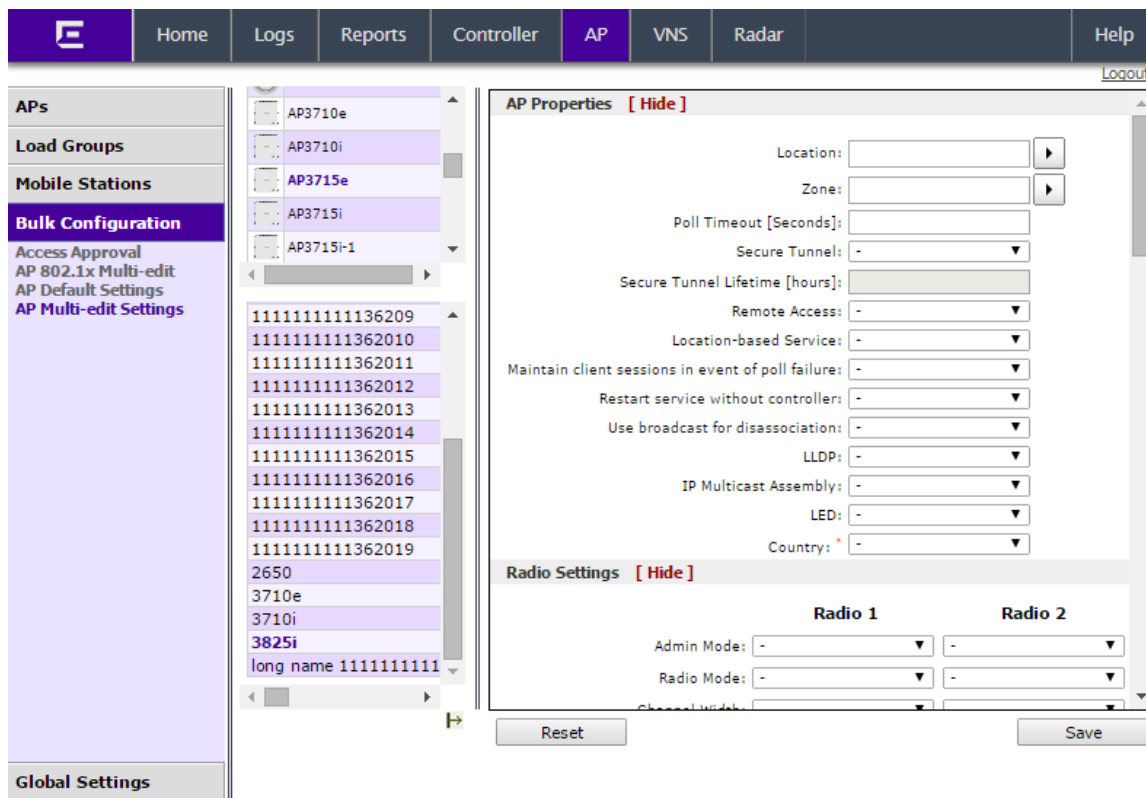 Home Logs Reports Controller AP VNS Radar Help
Logout
APs
Load Groups
Mobile Stations
Bulk Configuration
Access Approval
AP 802.1x Multi-edit
AP Default Settings
AP Multi-edit Settings
Global Settings
AP3710e
AP3710i
AP3715e
AP3715i
AP3715i-1
1111111111136209
1111111111362010
1111111111362011
1111111111362012
1111111111362013
1111111111362014
1111111111362015
1111111111362016
1111111111362017
1111111111362018
1111111111362019
2650
3710e
3710i
3825i
long name 1111111111
AP Properties [ Hide ]
Location:
Zone:
Poll Timeout [Seconds]:
Secure Tunnel: -
Secure Tunnel Lifetime [hours]:
Remote Access: -
Location-based Service: -
Maintain client sessions in event of poll failure: -
Restart service without controller: -
Use broadcast for disassociation: -
LLDP: -
IP Multicast Assembly: -
LED: -
Country: * -
Radio Settings [ Hide ]
Radio 1 Radio 2
Admin Mode: - -
Radio Mode: - -
Channel Width:
Reset Save